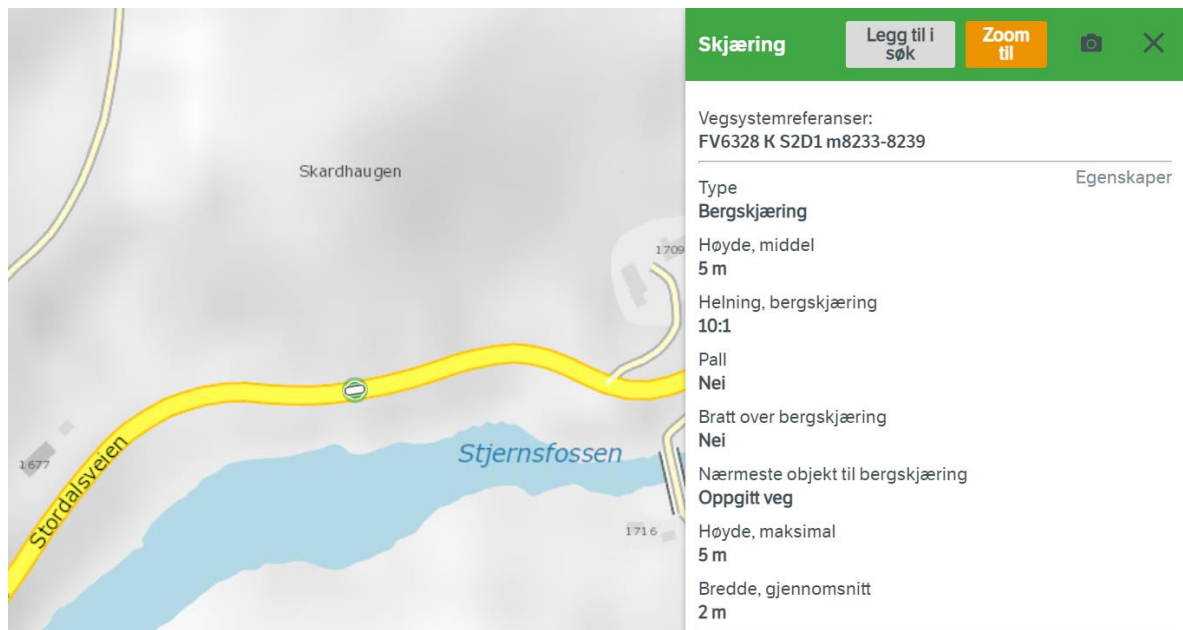 Skardhaugen
1709
Stjernsfossen
1677
Stordalsveien
1716
Skjæring
Legg til i
søk
Zoom
til
Vegsystemreferanser:
FV6328 K S2D1 m8233-8239
Egenskaper
Type
Bergskjæring
Høyde, middel
5 m
Helning, bergskjæring
10:1
Pall
Nei
Bratt over bergskjæring
Nei
Nærmeste objekt til bergskjæring
Oppgitt veg
Høyde, maksimal
5 m
Bredde, gjennomsnitt
2 m